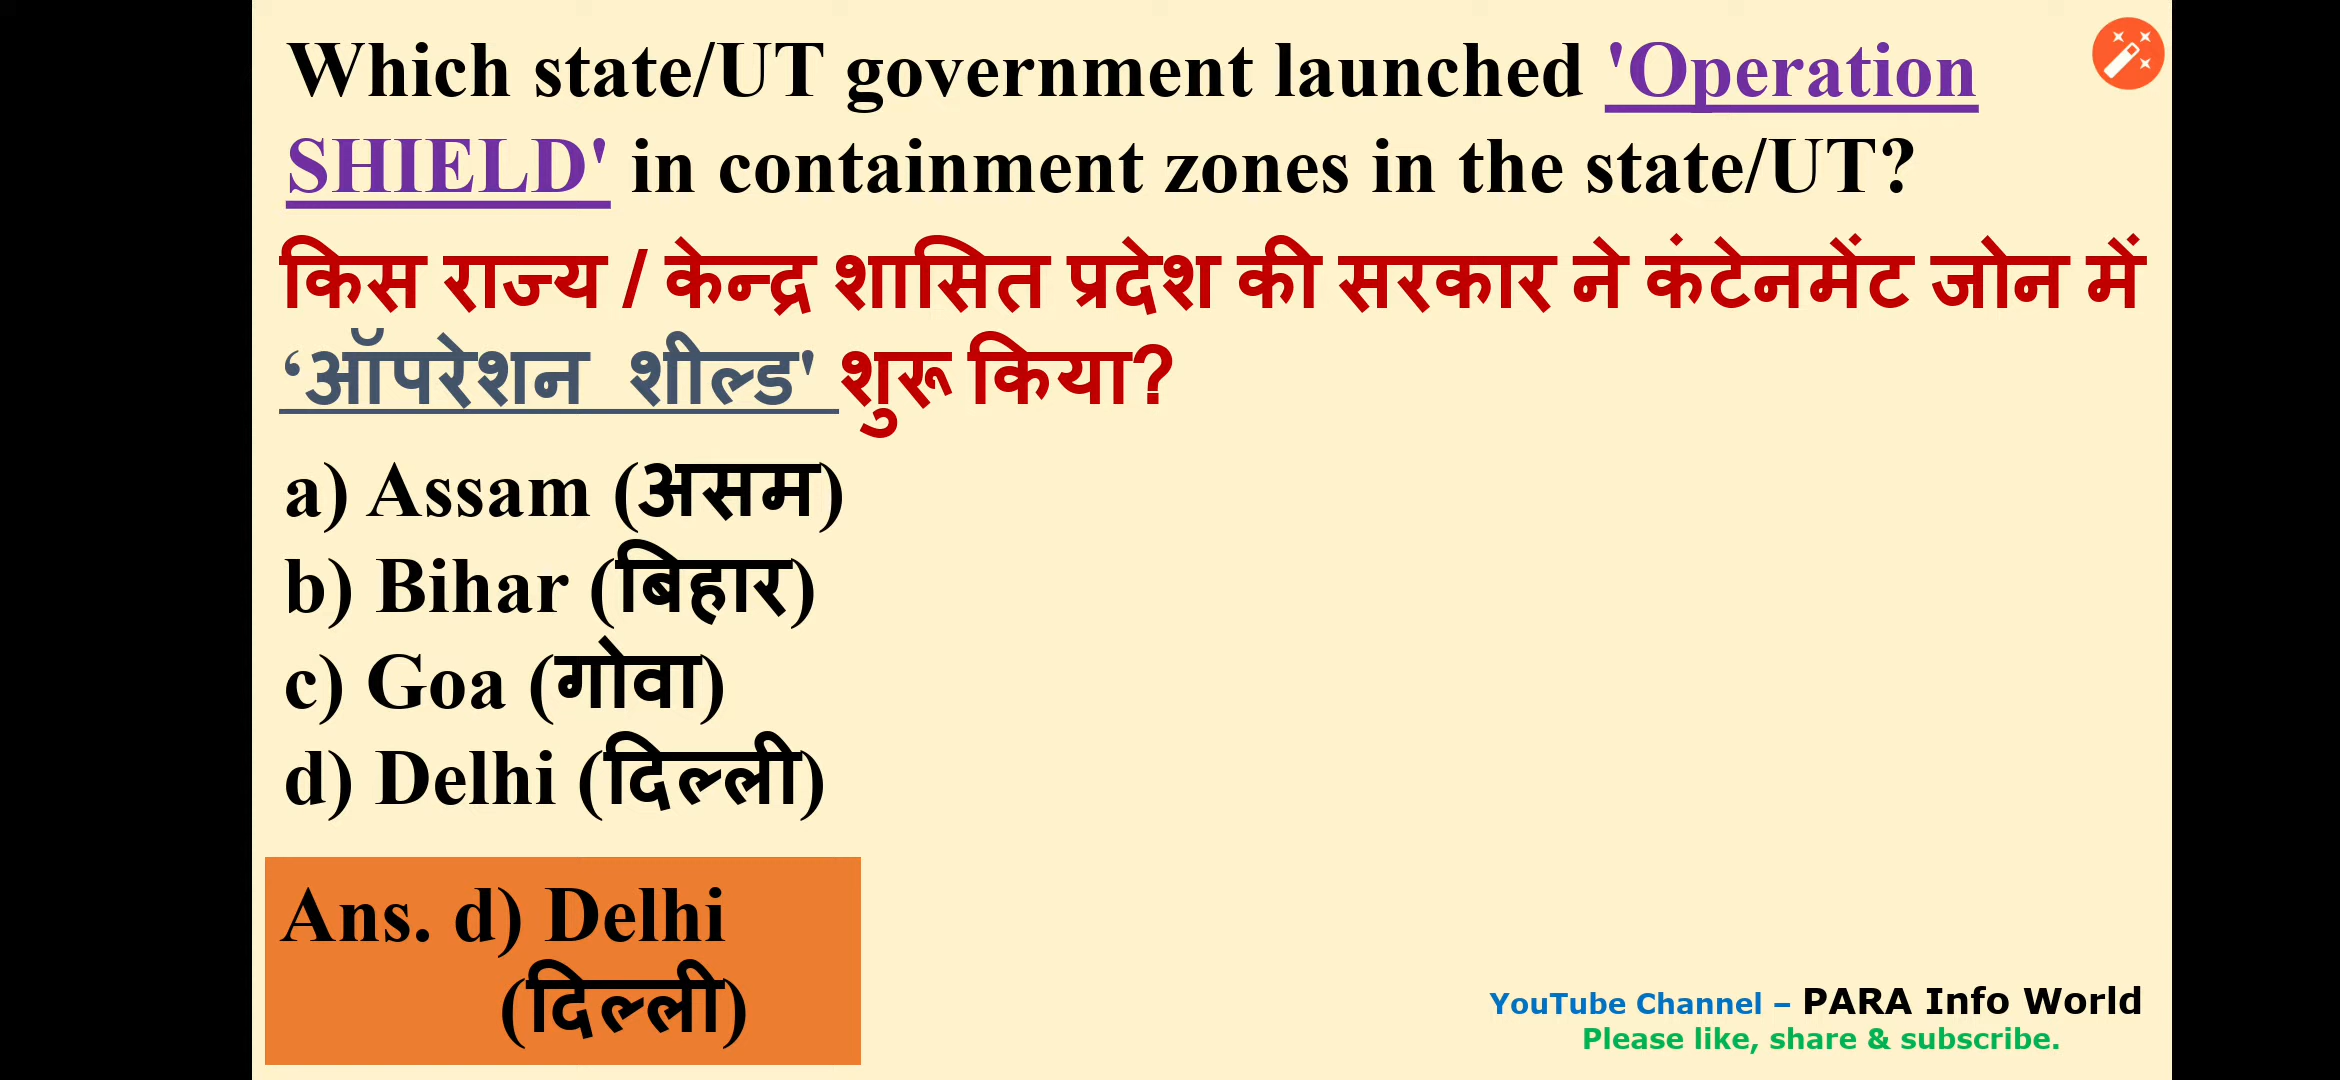 Which state/UT government launched 'Operation
SHIELD' in containment zones in the state/UT?
किस राज्य / केन्द्र शासित प्रदेश की सरकार ने कंटेनमेंट जोन में
‘ऑपरेशन शील्ड' शुरू किया?
a) Assam (असम)
b) Bihar (बिहार)
c) Goa (गोवा)
d) Delhi (दिल्ली)
Ans. d) Delhi
(दिल्ली)
YouTube Channel – PARA Info World
Please like, share & subscribe.